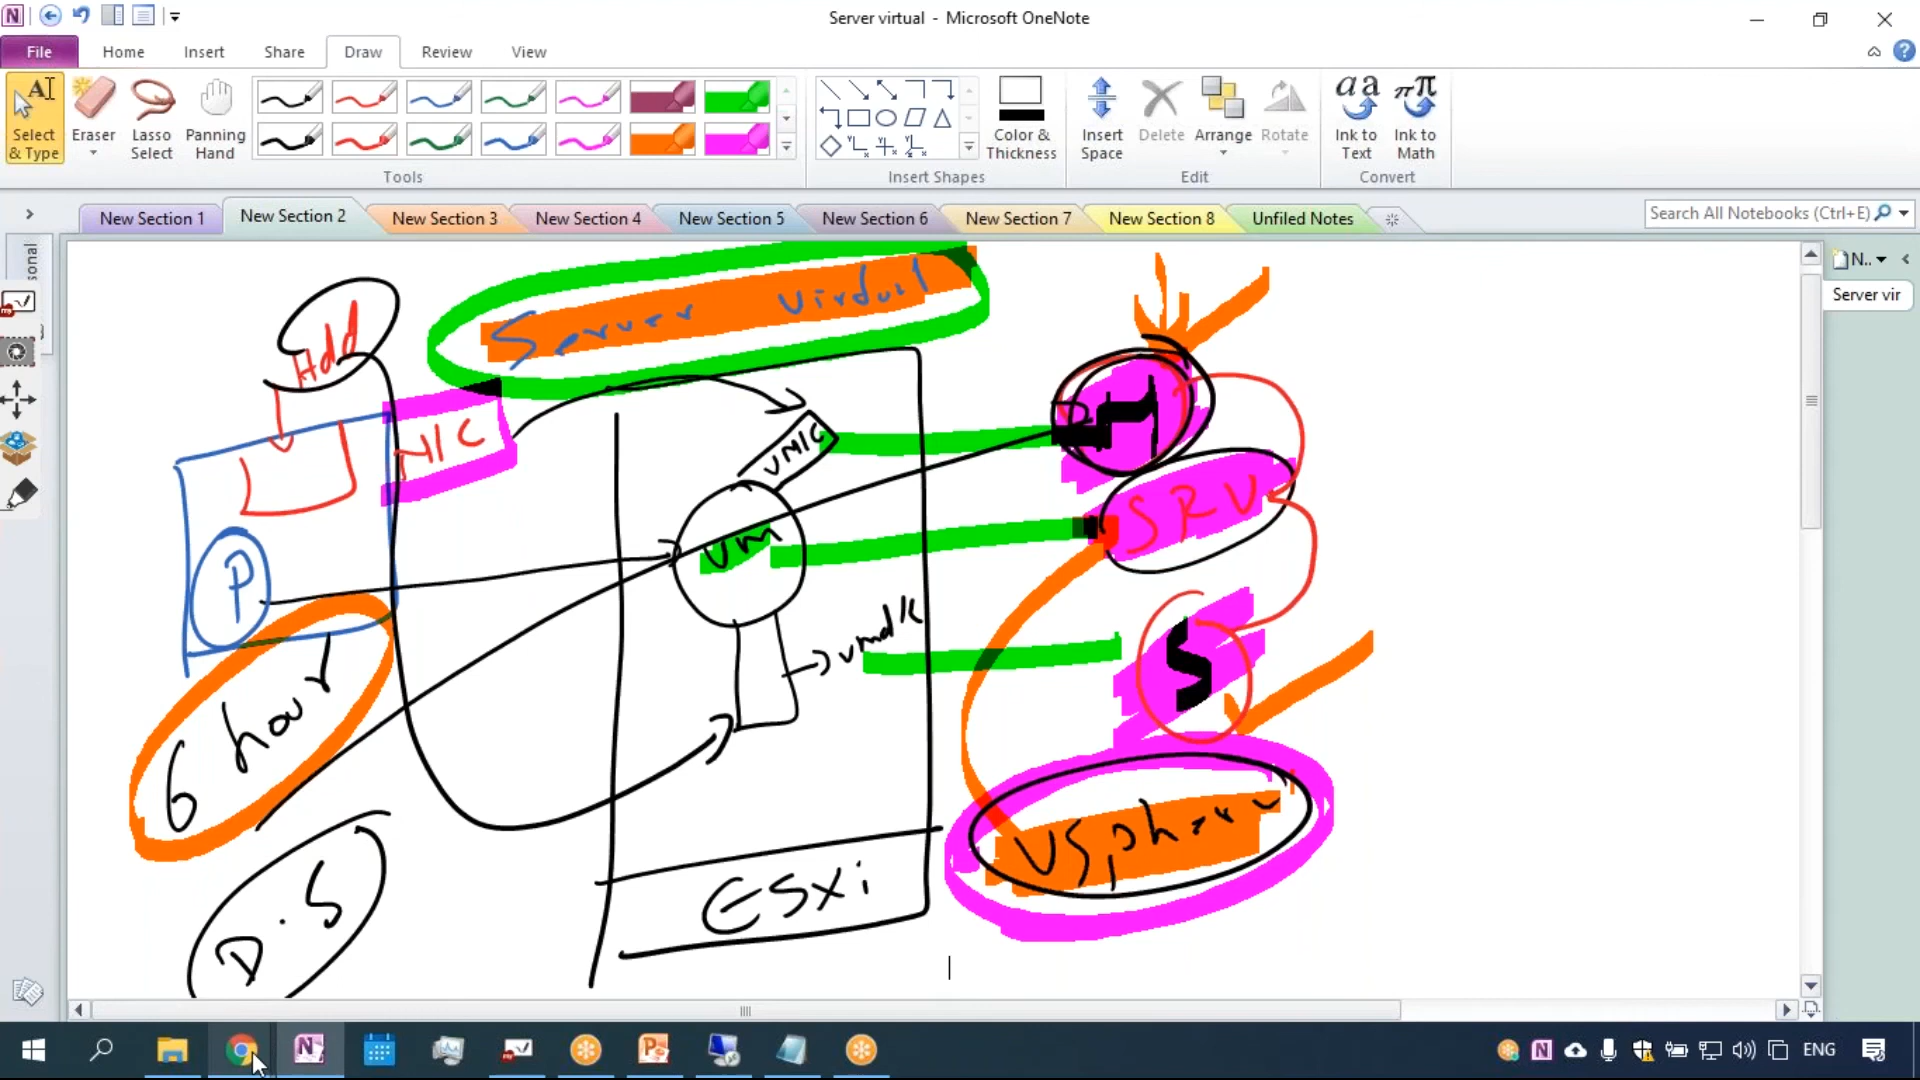 Server virtual - Microsoft OneNote
File
Home
Insert
Share
Draw
Review
View
Select & Type
Eraser
Lasso Select
Panning Hand
Color & Thickness
Insert Space
Delete
Arrange
Rotate
Ink to Text
Ink to Math
Tools
Insert Shapes
Edit
Convert
New Section 1
New Section 2
New Section 3
New Section 4
New Section 5
New Section 6
New Section 7
New Section 8
Unfiled Notes
Search All Notebooks (Ctrl+E)
sonal
N..
Server vir
Server Virdual
Hdd
NIC
VMIC
SRV
P
vm
vmdk
S
6 hour
ESXi
D.S
ENG